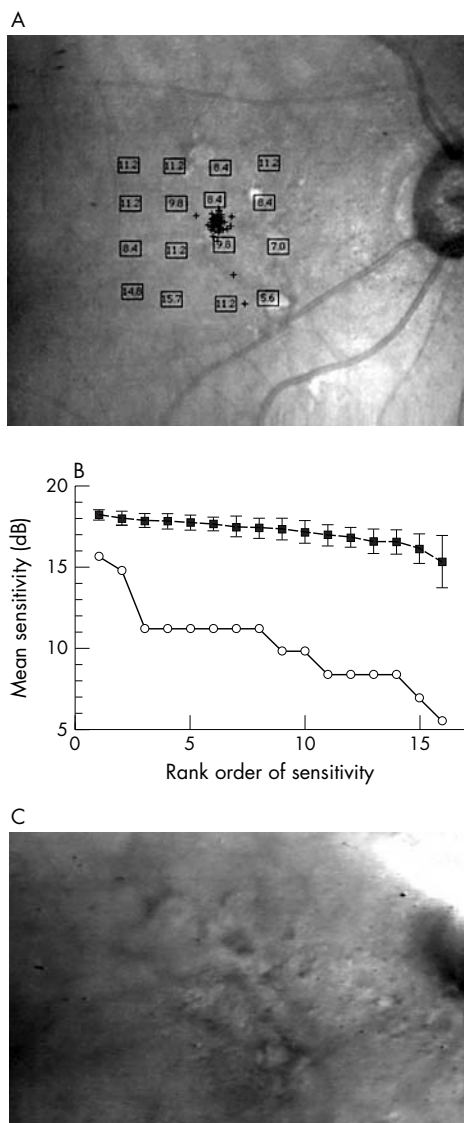 A
11.2 11.2 8.4 11.2
11.2 9.8 8.4 8.4
8.4 11.2 9.8 7.0
14.8 15.7 11.2 5.6
B
20
15
10
5
Mean sensitivity (dB)
0 5 10 15
Rank order of sensitivity
C